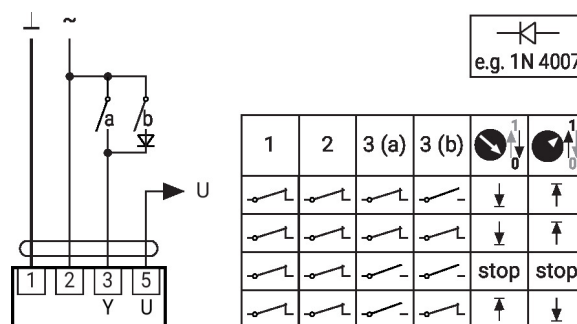 ⊥ ~
e.g. 1N 4007
a b
U
1 2 3 5
Y U
1 2 3 (a) 3 (b) 1 0 1 0
stop stop